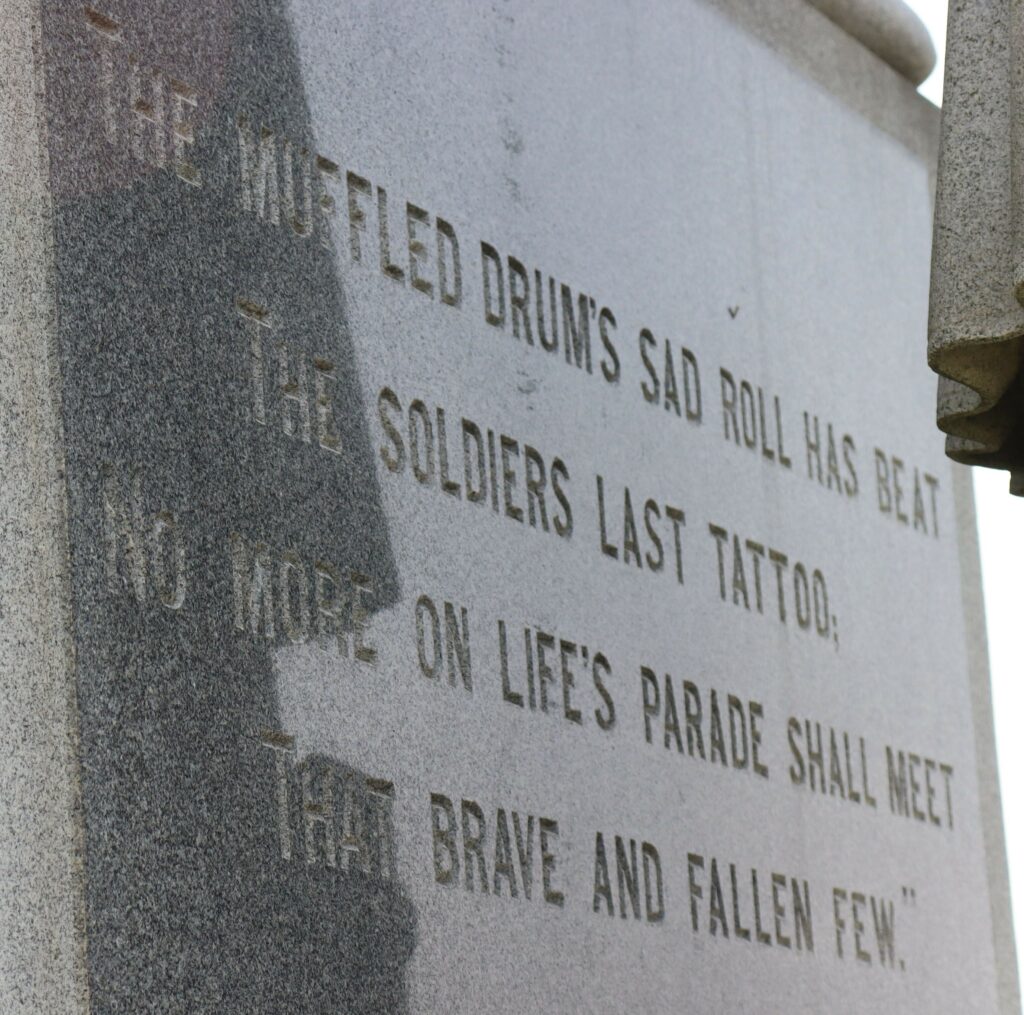 THE MUFFLED DRUM'S SAD ROLL HAS BEAT
THE SOLDIERS LAST TATTOO;
NO MORE ON LIFE'S PARADE SHALL MEET
THAT BRAVE AND FALLEN FEW."